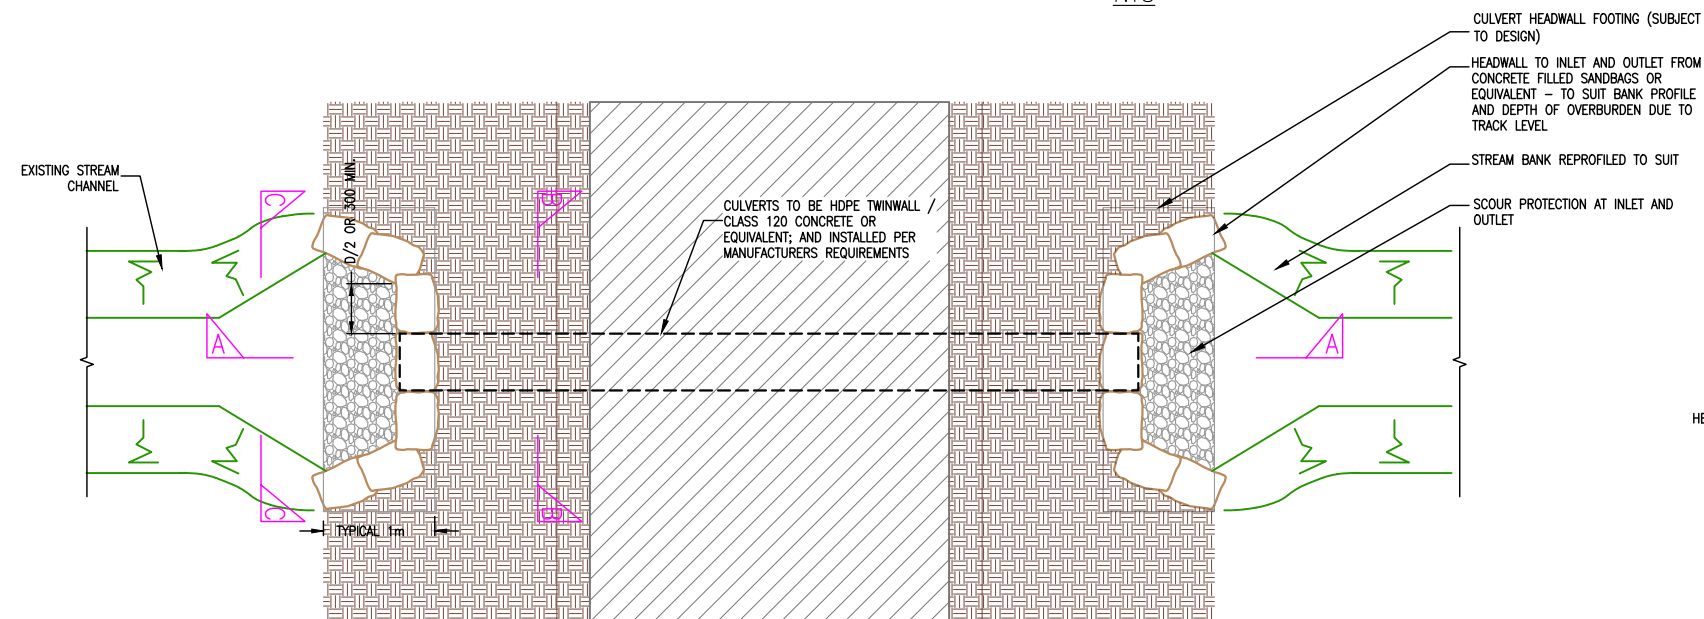 CULVERT HEADWALL FOOTING (SUBJECT
TO DESIGN)
HEADWALL TO INLET AND OUTLET FROM
CONCRETE FILLED SANDBAGS OR
EQUIVALENT – TO SUIT BANK PROFILE
AND DEPTH OF OVERBURDEN DUE TO
TRACK LEVEL
STREAM BANK REPROFILED TO SUIT
SCOUR PROTECTION AT INLET AND
OUTLET
EXISTING STREAM
CHANNEL
C
B
D/2 OR 300 MIN.
CULVERTS TO BE HDPE TWINWALL /
CLASS 120 CONCRETE OR
EQUIVALENT; AND INSTALLED PER
MANUFACTURERS REQUIREMENTS
A
A
C
B
TYPICAL 1m